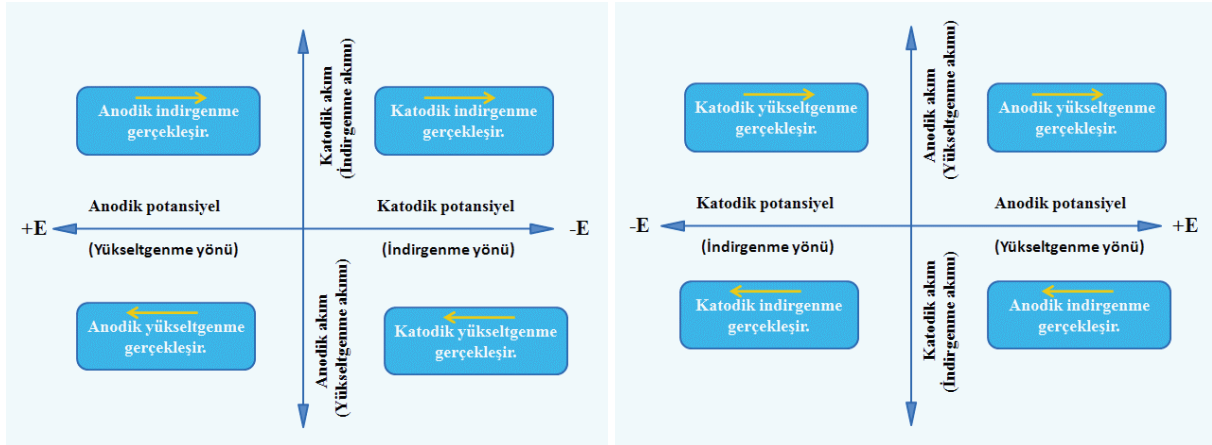 Katodik akım
(İndirgenme akımı)
Anodik indirgenme
gerçekleşir.
Katodik indirgenme
gerçekleşir.
Anodik potansiyel
Katodik potansiyel
+E
-E
(Yükseltgenme yönü)
(İndirgenme yönü)
Anodik yükseltgenme
gerçekleşir.
Katodik yükseltgenme
gerçekleşir.
Anodik akım
(Yükseltgenme akımı)
Anodik akım
(Yükseltgenme akımı)
Katodik yükseltgenme
gerçekleşir.
Anodik yükseltgenme
gerçekleşir.
Katodik potansiyel
Anodik potansiyel
-E
+E
(İndirgenme yönü)
(Yükseltgenme yönü)
Katodik indirgenme
gerçekleşir.
Anodik indirgenme
gerçekleşir.
Katodik akım
(İndirgenme akımı)